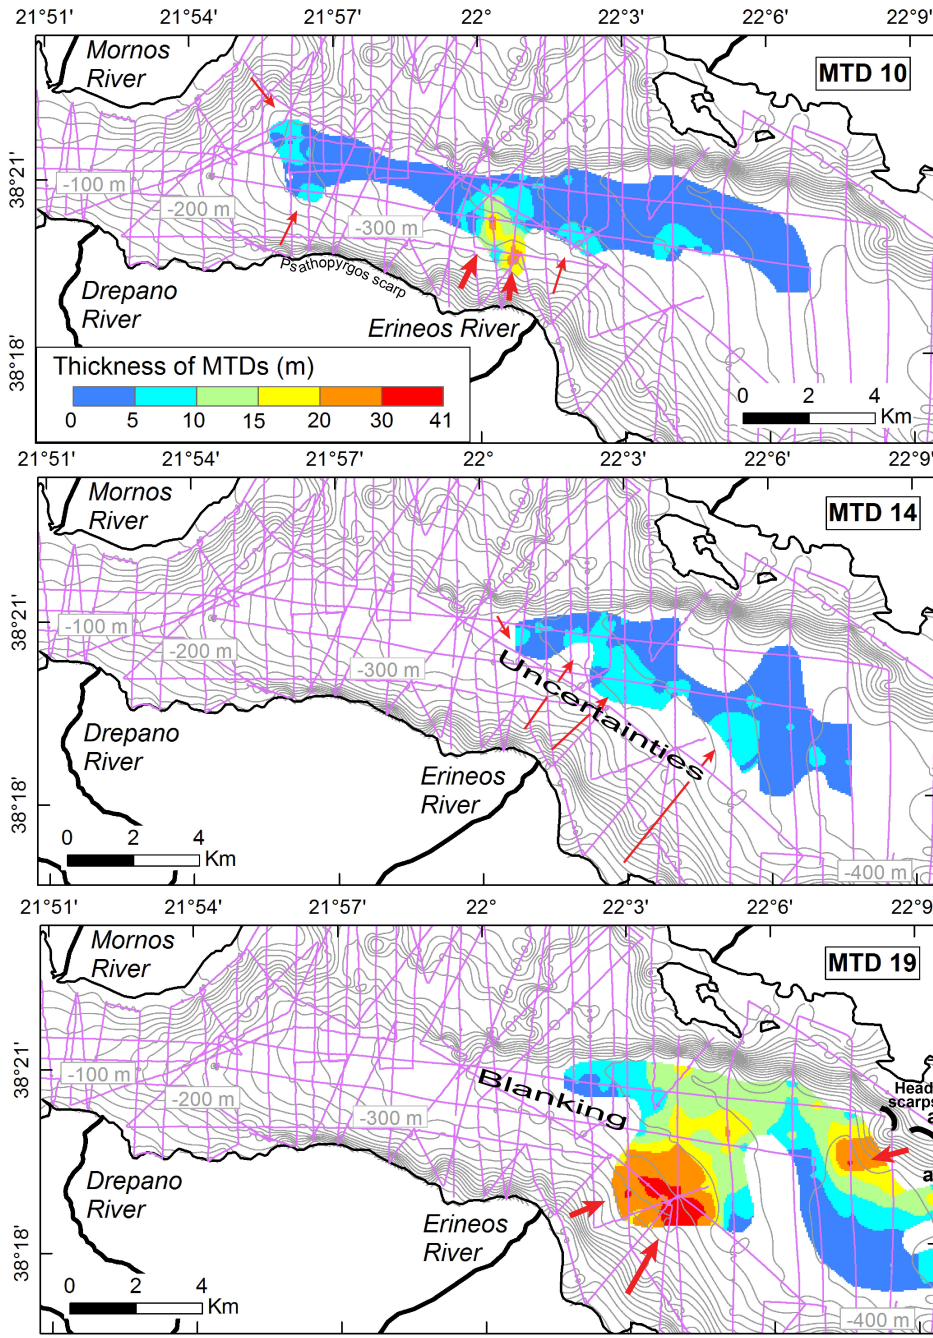 21°51' 21°54' 21°57' 22° 22°3' 22°6' 22°9'
Mornos
River
MTD 10
38°21'
-100 m
-200 m
-300 m
Psathopyrgos scarp
Drepano
River
Erineos River
38°18'
Thickness of MTDs (m)
0 5 10 15 20 30 41
0 2 4
Km
21°51' 21°54' 21°57' 22° 22°3' 22°6' 22°9'
Mornos
River
MTD 14
38°21'
-100 m
-200 m
-300 m
Uncertainties
Drepano
River
Erineos
River
38°18'
0 2 4
Km
-400 m
21°51' 21°54' 21°57' 22° 22°3' 22°6' 22°9
Mornos
River
MTD 19
38°21'
-100 m
-200 m
-300 m
Blanking
e
Head
scarps
a
a
Drepano
River
Erineos
River
38°18'
0 2 4
Km
-400 m